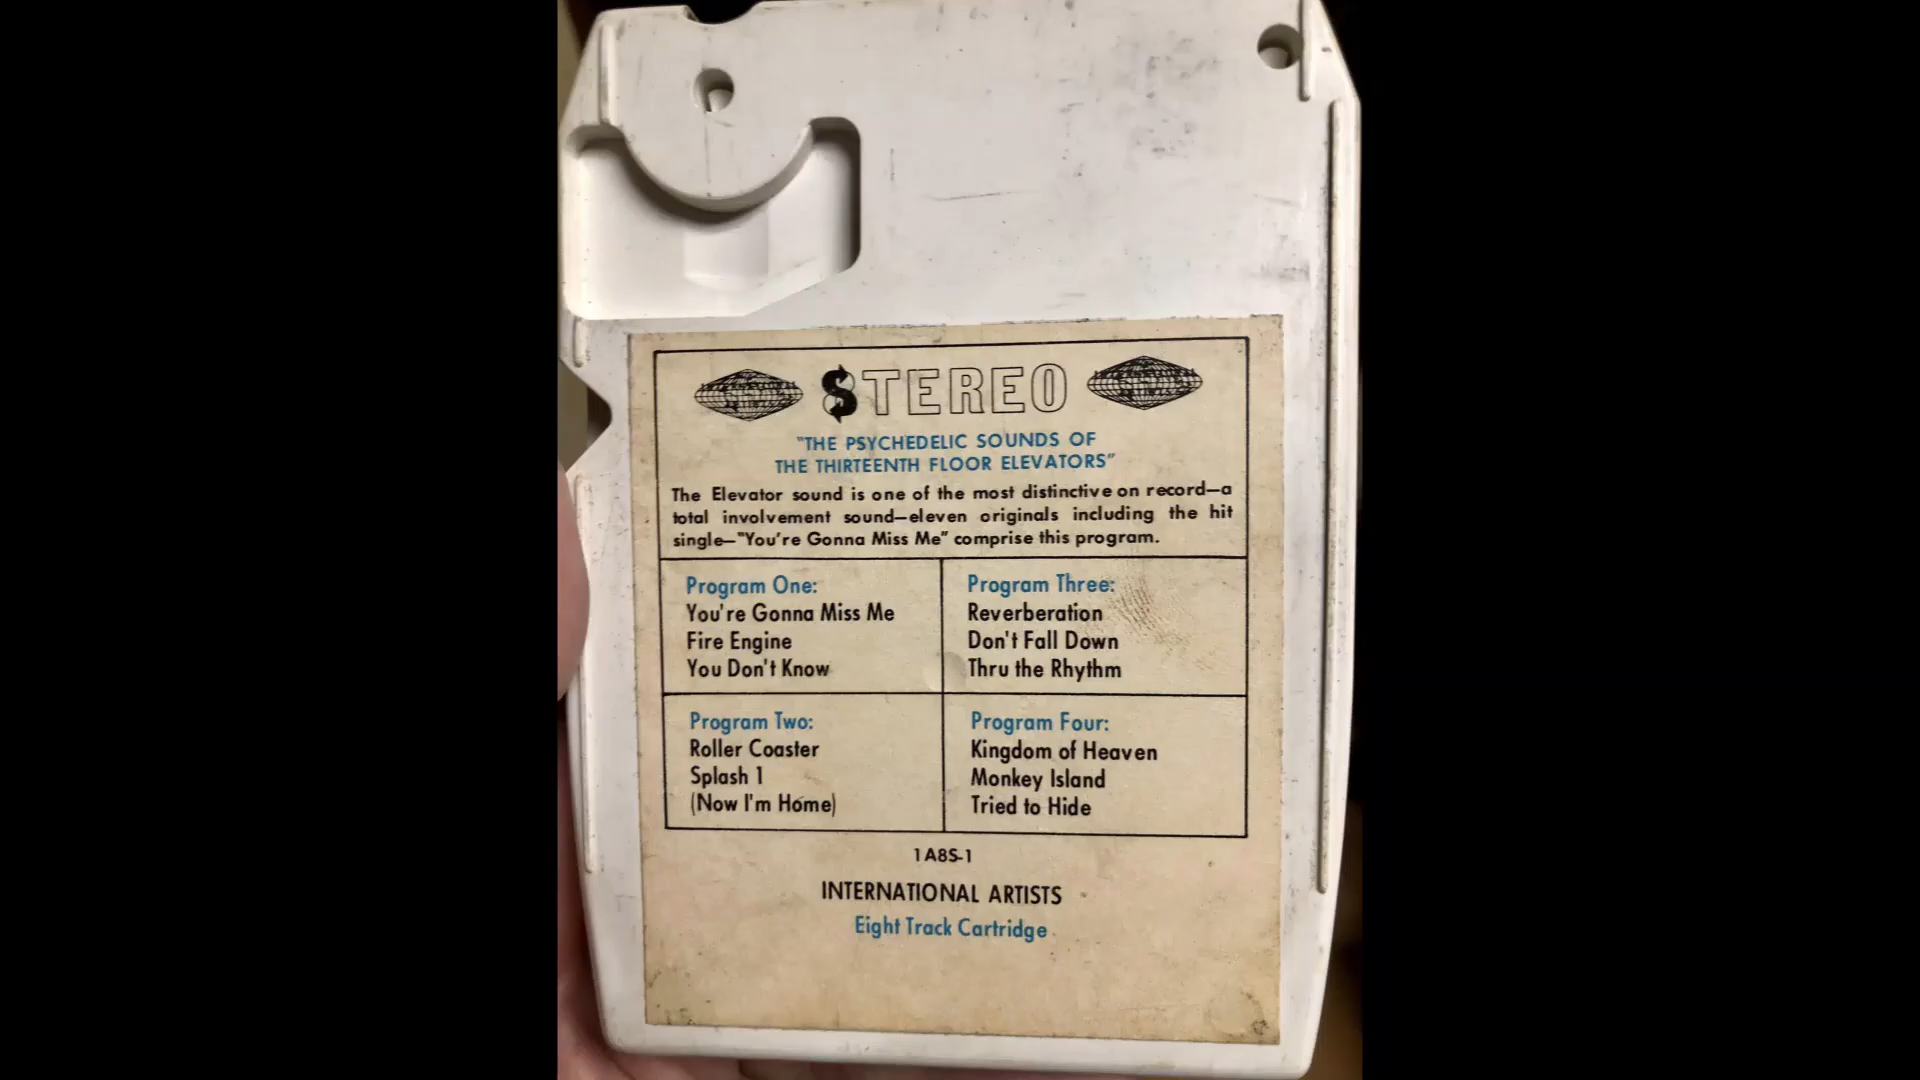 STEREO
"THE PSYCHEDELIC SOUNDS OF
THE THIRTEENTH FLOOR ELEVATORS"
The Elevator sound is one of the most distinctive on record—a
total involvement sound—eleven originals including the hit
single—"You're Gonna Miss Me" comprise this program.
Program One:
You're Gonna Miss Me
Fire Engine
You Don't Know
Program Two:
Roller Coaster
Splash 1
(Now I'm Home)
Program Three:
Reverberation
Don't Fall Down
Thru the Rhythm
Program Four:
Kingdom of Heaven
Monkey Island
Tried to Hide
1A8S-1
INTERNATIONAL ARTISTS
Eight Track Cartridge